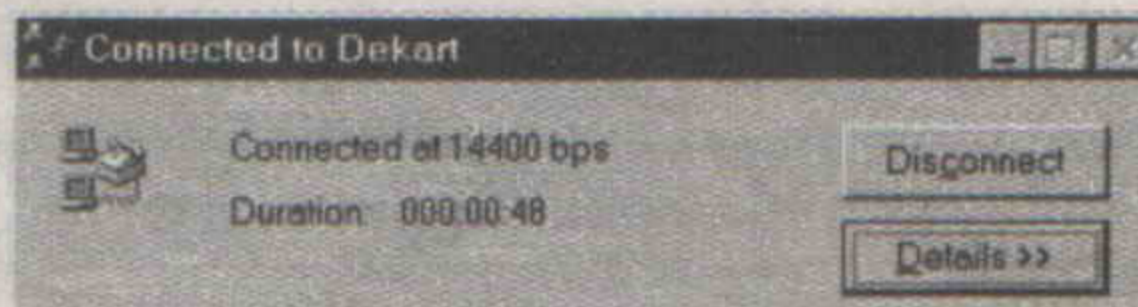 Connected to Dekart
Connected at 14400 bps
Disconnect
Duration: 000:00:48
Details >>